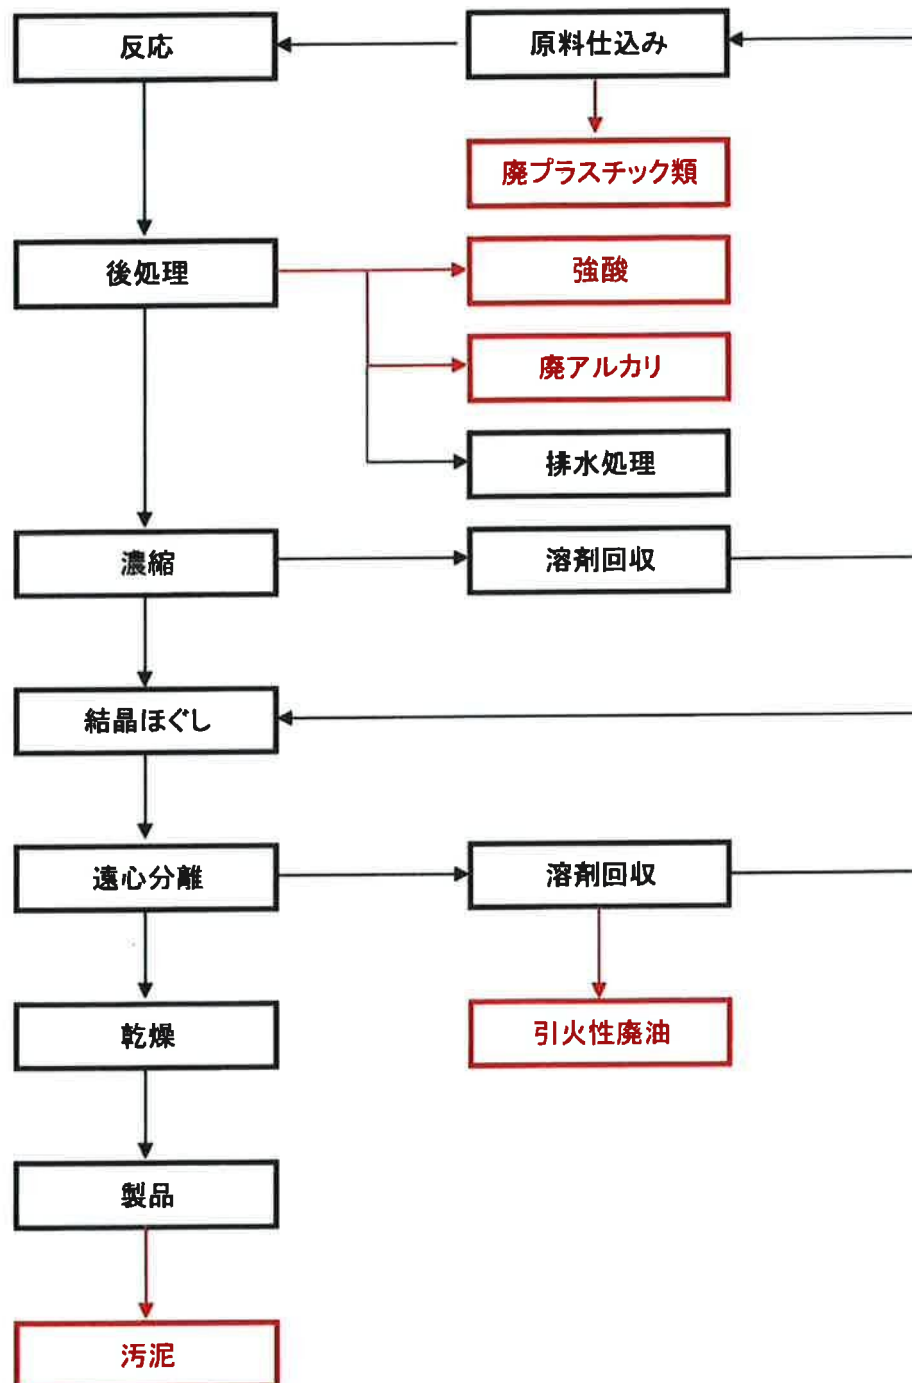 反応
原料仕込み
廃プラスチック類
後処理
強酸
廃アルカリ
排水処理
濃縮
溶剤回収
結晶ほぐし
遠心分離
溶剤回収
乾燥
引火性廃油
製品
汚泥